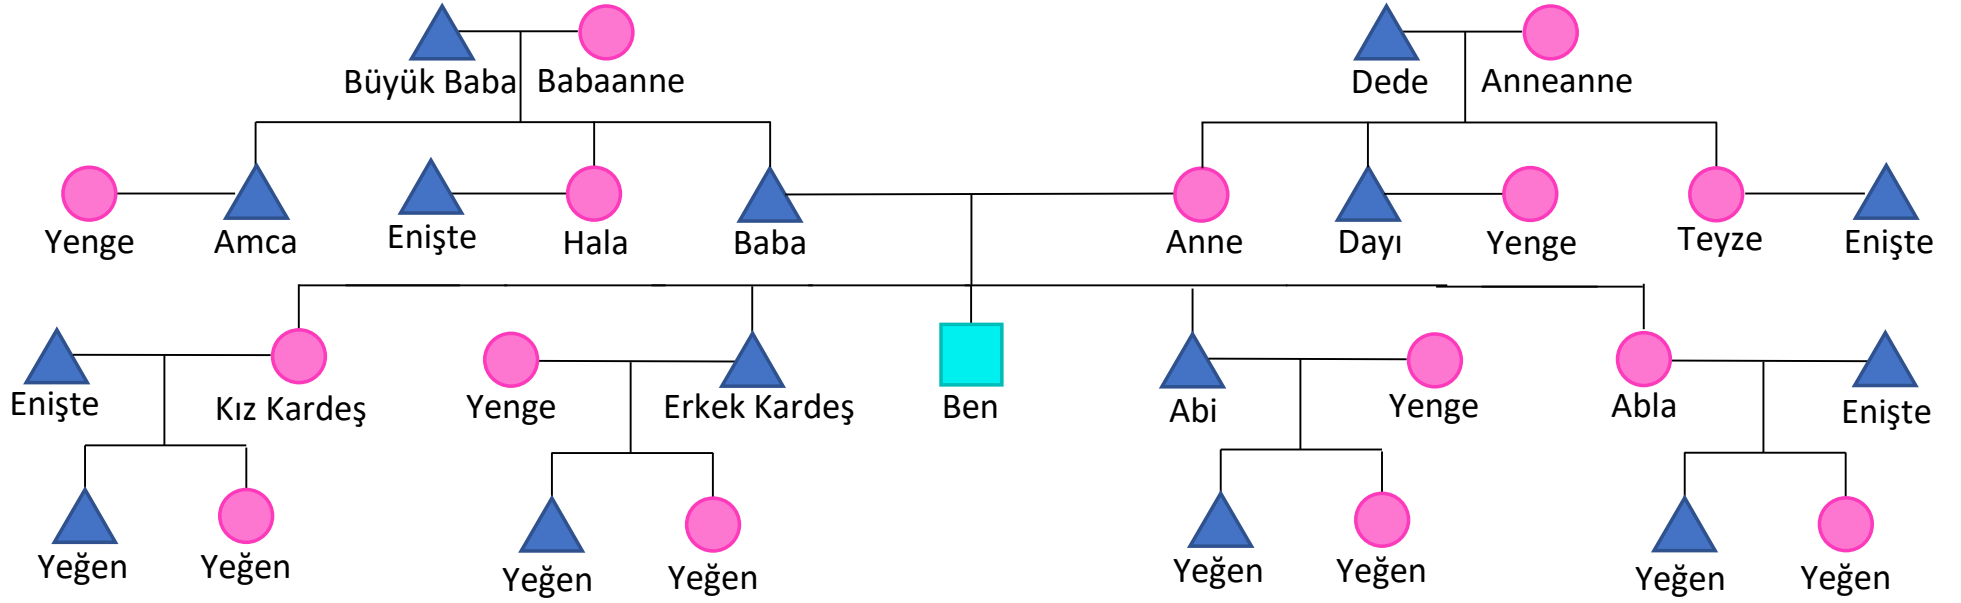 Büyük Baba Babaanne Dede Anneanne
Yenge Amca Enişte Hala Baba Anne Dayı Yenge Teyze Enişte
Enişte Kız Kardeş Yenge Erkek Kardeş Ben Abi Yenge Abla Enişte
Yeğen Yeğen Yeğen Yeğen Yeğen Yeğen Yeğen Yeğen